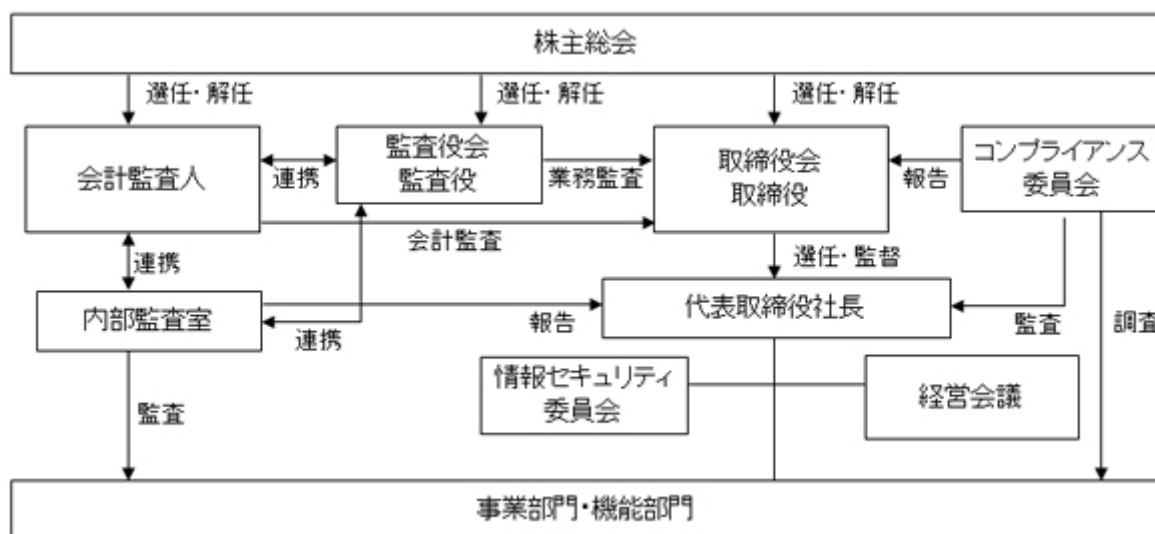 株主総会
選任・解任
選任・解任
選任・解任
会計監査人
連携
監査役会
監査役
業務監査
取締役会
取締役
報告
コンプライアンス
委員会
会計監査
連携
選任・監督
内部監査室
連携
報告
代表取締役社長
監査
調査
情報セキュリティ
委員会
経営会議
監査
事業部門・機能部門